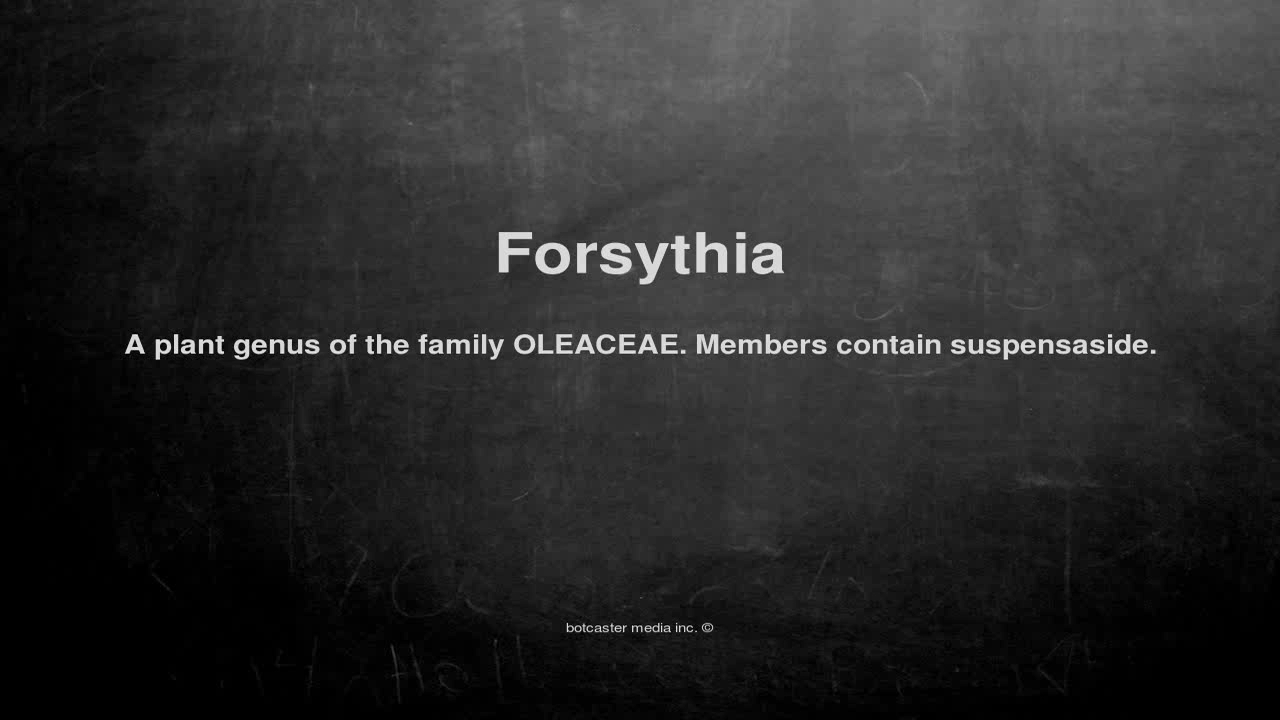 Forsythia
A plant genus of the family OLEACEAE. Members contain suspensaside.
botcaster media inc. ©